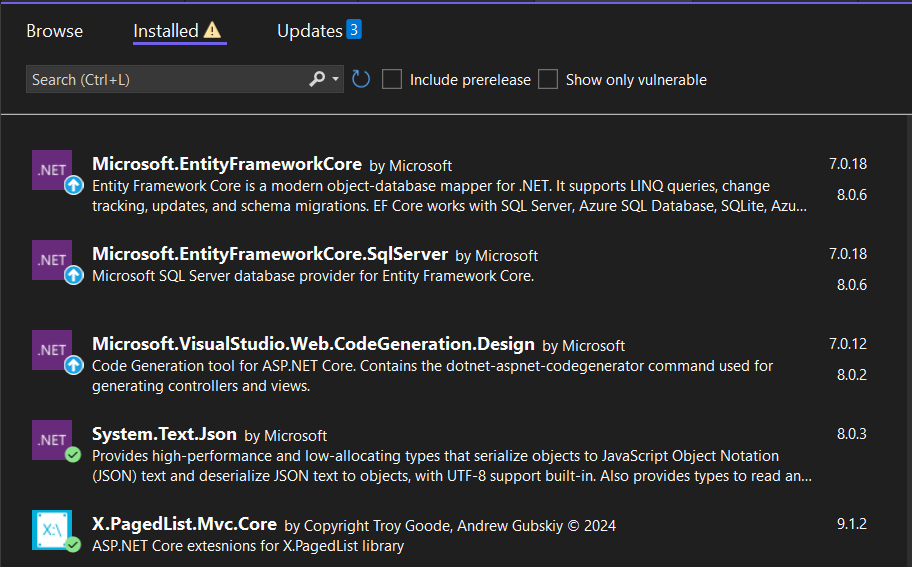 Browse
Installed
Updates 3
Search (Ctrl+L)
Include prerelease
Show only vulnerable
.NET
Microsoft.EntityFrameworkCore by Microsoft
7.0.18
Entity Framework Core is a modern object-database mapper for .NET. It supports LINQ queries, change
8.0.6
tracking, updates, and schema migrations. EF Core works with SQL Server, Azure SQL Database, SQLite, Azu...
.NET
Microsoft.EntityFrameworkCore.SqlServer by Microsoft
7.0.18
Microsoft SQL Server database provider for Entity Framework Core.
8.0.6
.NET
Microsoft.VisualStudio.Web.CodeGeneration.Design by Microsoft
7.0.12
Code Generation tool for ASP.NET Core. Contains the dotnet-aspnet-codegenerator command used for
8.0.2
generating controllers and views.
.NET
System.Text.Json by Microsoft
8.0.3
Provides high-performance and low-allocating types that serialize objects to JavaScript Object Notation
(JSON) text and deserialize JSON text to objects, with UTF-8 support built-in. Also provides types to read an...
X:\
X.PagedList.Mvc.Core by Copyright Troy Goode, Andrew Gubskiy © 2024
9.1.2
ASP.NET Core extesnions for X.PagedList library